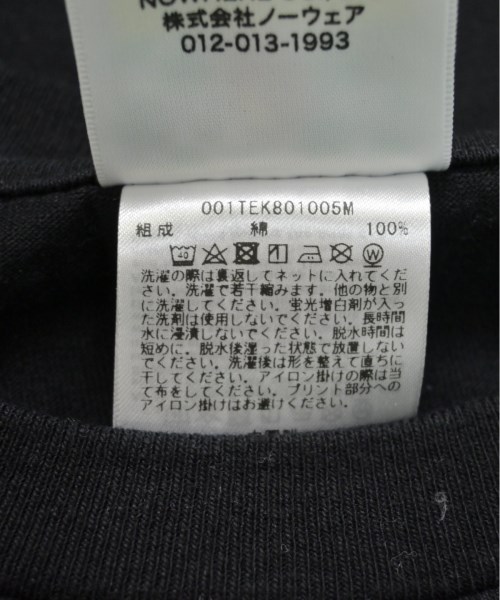 株式会社ノーウェア
012-013-1993
001TEK801005M
組成 綿 100%
40 W
洗濯の際は裏返してネットに入れてくだ
さい。洗濯で若干縮みます。他の物と別
に洗濯してください。蛍光増白剤が入っ
た洗剤は使用しないでください。長時間
水に浸漬しないでください。脱水時間は
短めに。脱水後湿った状態で放置しない
でください。洗濯後は形を整えて直ちに
干してください。アイロン掛けの際は当
て布をしてください。プリント部分への
アイロン掛けはお避けください。